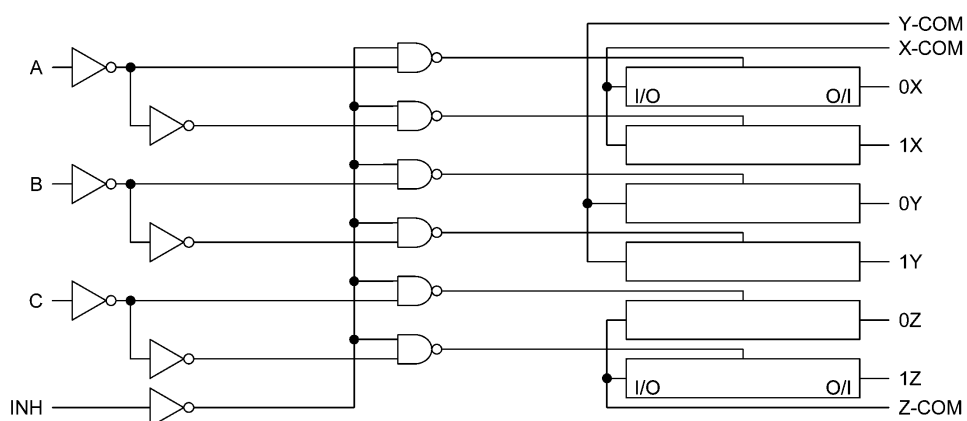 Y-COM
X-COM
A
I/O O/I
0X
1X
B
0Y
1Y
C
0Z
I/O O/I
1Z
INH
Z-COM